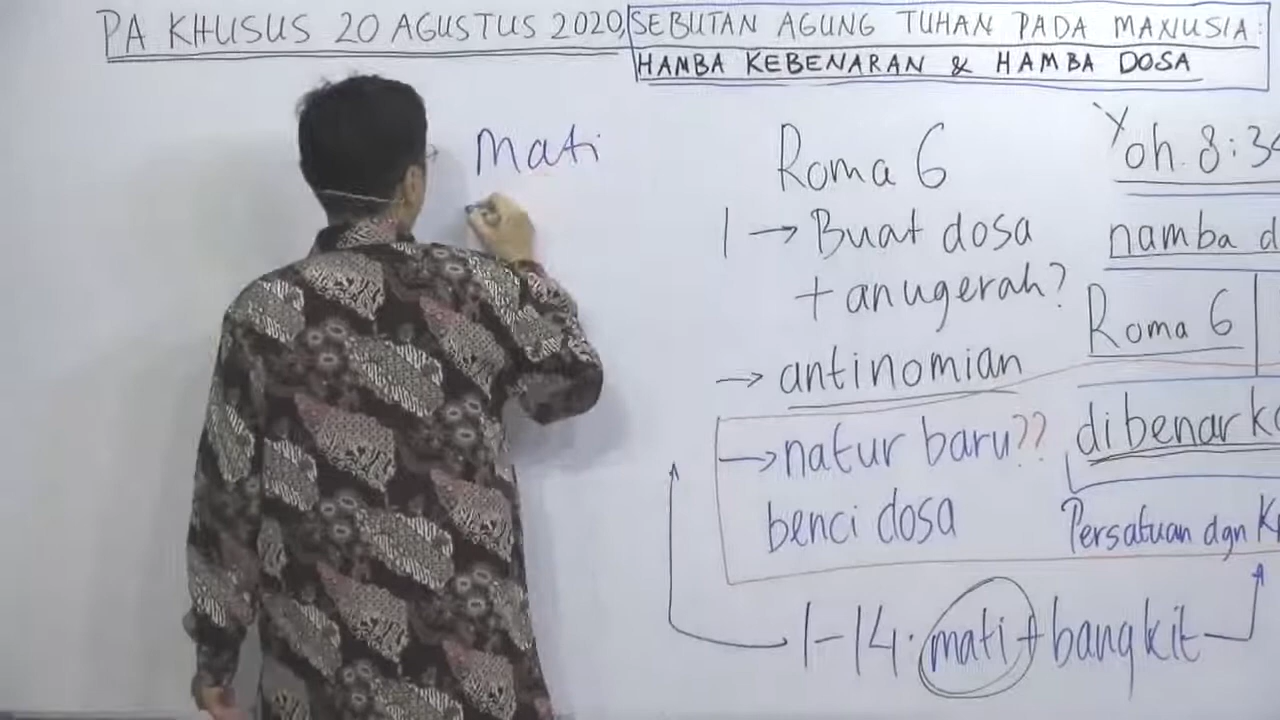 PA KHUSUS 20 AGUSTUS 2020, SEBUTAN AGUNG TUHAN PADA MANUSIA:
HAMBA KEBENARAN & HAMBA DOSA
Mati
Roma 6
1 → Buat dosa
+ anugerah?
→ antinomian
→ natur baru??
benci dosa
1-14. mati + bangkit
Yoh. 8:34
hamba d
Roma 6
dibenarka
Persatuan dgn Kr